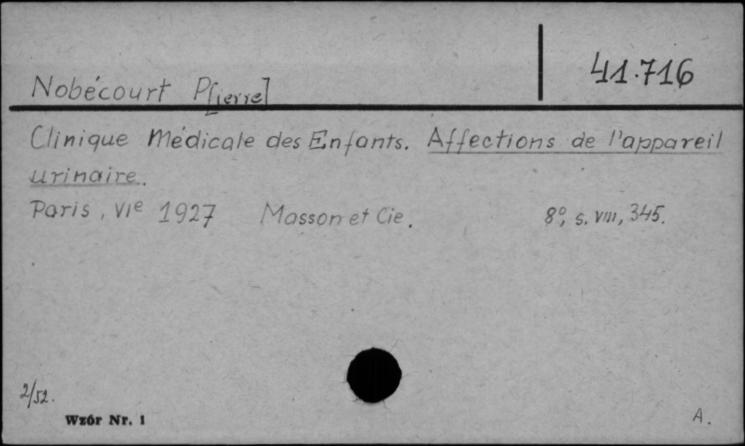 41.716
Nobécourt P[ierre]
Clinique Médicale des Enfants. Affections de l'appareil
urinaire.
Paris, VIe 1927 Masson et Cie. 8°, s. VIII, 345.
2/52.
Wzór Nr. 1
A.